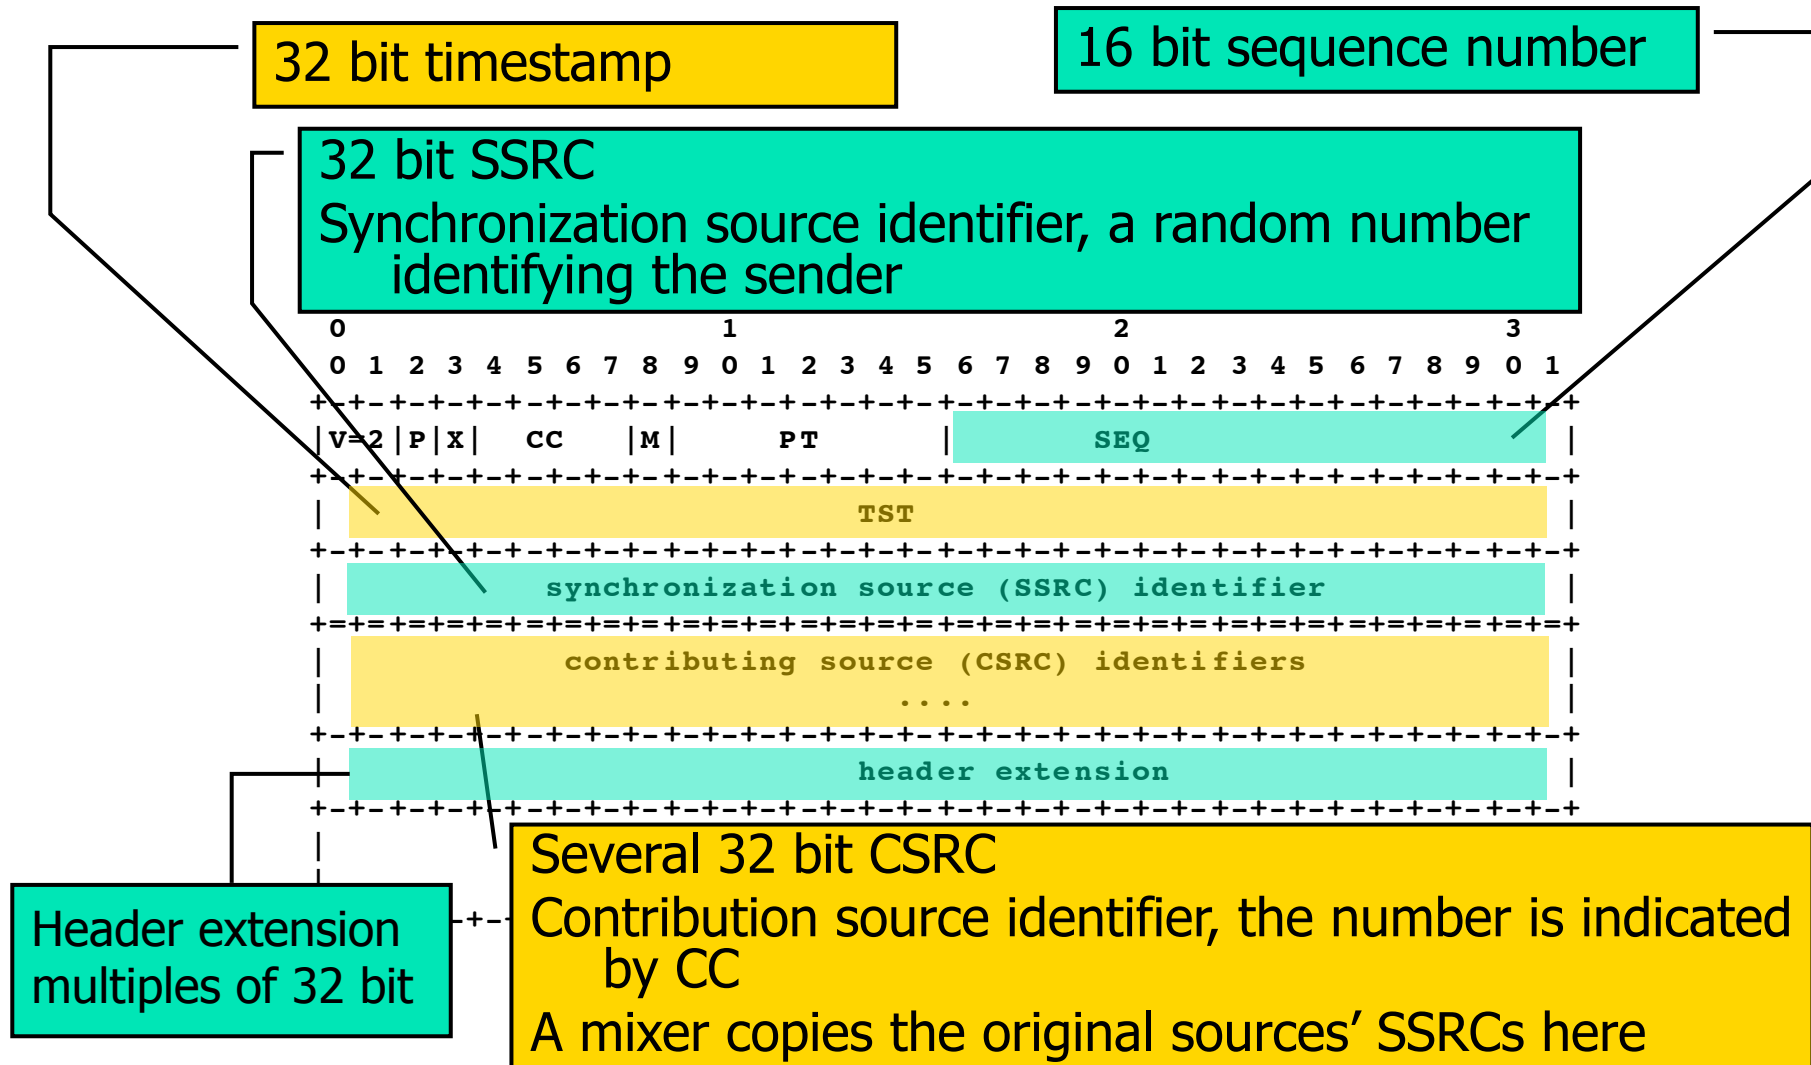 32 bit timestamp
16 bit sequence number
32 bit SSRC
Synchronization source identifier, a random number
identifying the sender
0 1 2 3
0 1 2 3 4 5 6 7 8 9 0 1 2 3 4 5 6 7 8 9 0 1 2 3 4 5 6 7 8 9 0 1
+-+-+-+-+-+-+-+-+-+-+-+-+-+-+-+-+-+-+-+-+-+-+-+-+-+-+-+-+-+-+-+-+
|V=2|P|X| CC |M| PT | SEQ |
+-+-+-+-+-+-+-+-+-+-+-+-+-+-+-+-+-+-+-+-+-+-+-+-+-+-+-+-+-+-+-+-+
| TST |
+-+-+-+-+-+-+-+-+-+-+-+-+-+-+-+-+-+-+-+-+-+-+-+-+-+-+-+-+-+-+-+-+
| synchronization source (SSRC) identifier |
+=+=+=+=+=+=+=+=+=+=+=+=+=+=+=+=+=+=+=+=+=+=+=+=+=+=+=+=+=+=+=+=+
| contributing source (CSRC) identifiers |
| .... |
+-+-+-+-+-+-+-+-+-+-+-+-+-+-+-+-+-+-+-+-+-+-+-+-+-+-+-+-+-+-+-+-+
| header extension |
+-+-+-+-+-+-+-+-+-+-+-+-+-+-+-+-+-+-+-+-+-+-+-+-+-+-+-+-+-+-+-+-+
|
|
-+-+
Header extension
multiples of 32 bit
Several 32 bit CSRC
Contribution source identifier, the number is indicated
by CC
A mixer copies the original sources’ SSRCs here